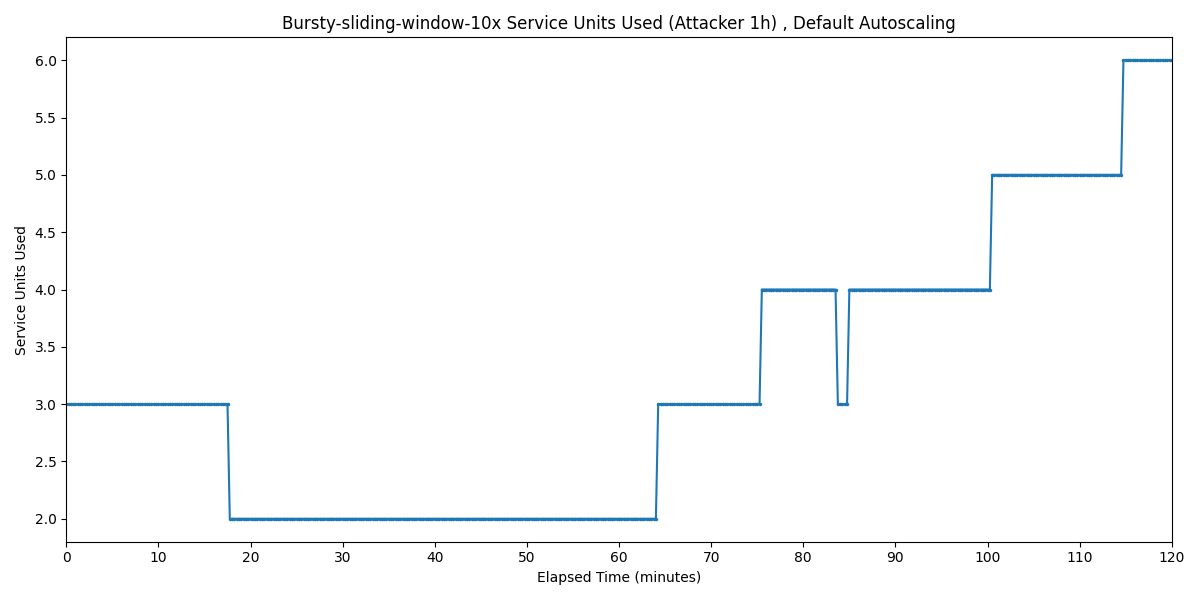 Bursty-sliding-window-10x Service Units Used (Attacker 1h) , Default Autoscaling
Service Units Used
6.0
5.5
5.0
4.5
4.0
3.5
3.0
2.5
2.0
0 10 20 30 40 50 60 70 80 90 100 110 120
Elapsed Time (minutes)